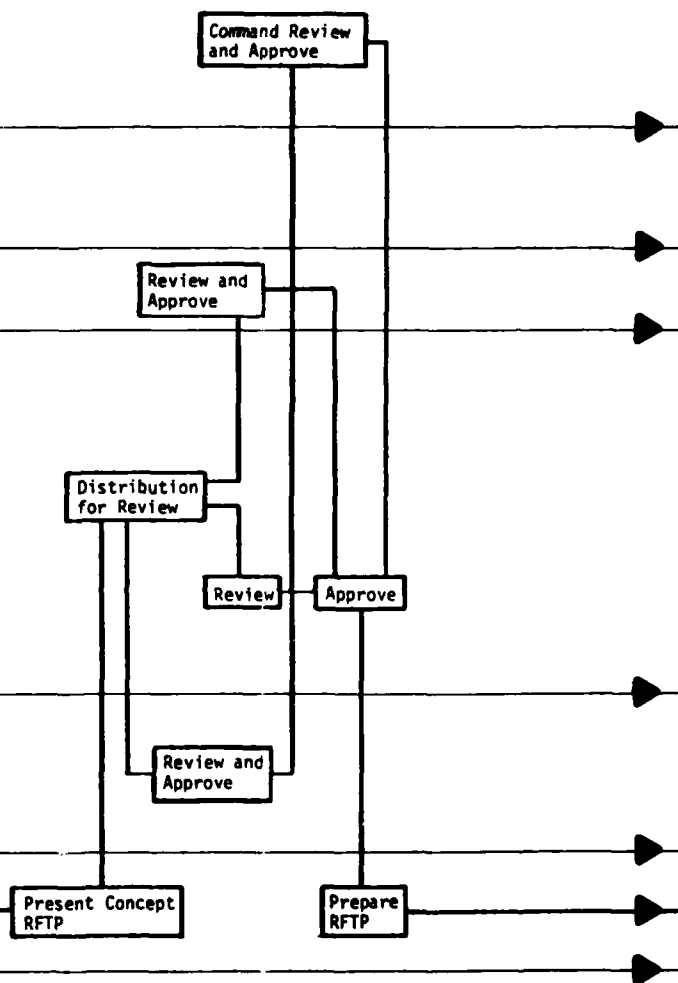 Command Review
and Approve
Review and
Approve
Distribution
for Review
Review
Approve
Review and
Approve
Present Concept
RFTP
Prepare
RFTP